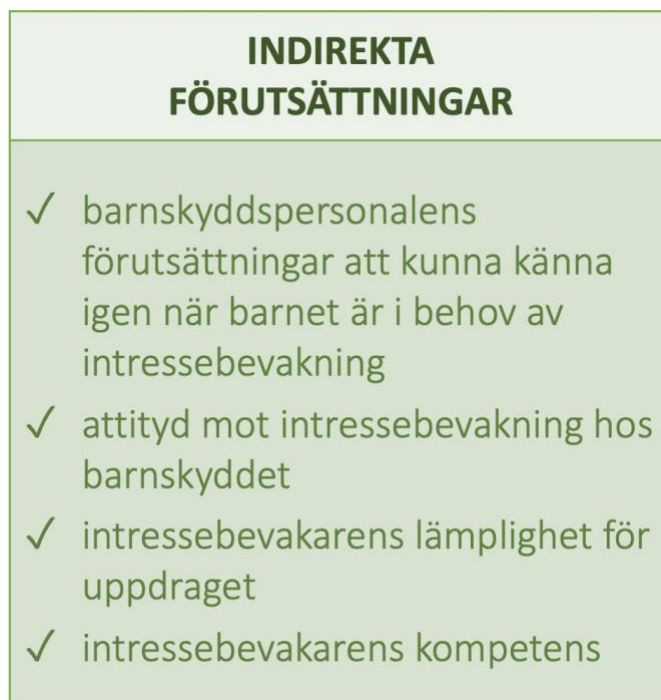 INDIREKTA
FÖRUTSÄTTNINGAR
✓ barnskyddspersonalens
förutsättningar att kunna känna
igen när barnet är i behov av
intressebevakning
✓ attityd mot intressebevakning hos
barnskyddet
✓ intressebevakarens lämplighet för
uppdraget
✓ intressebevakarens kompetens